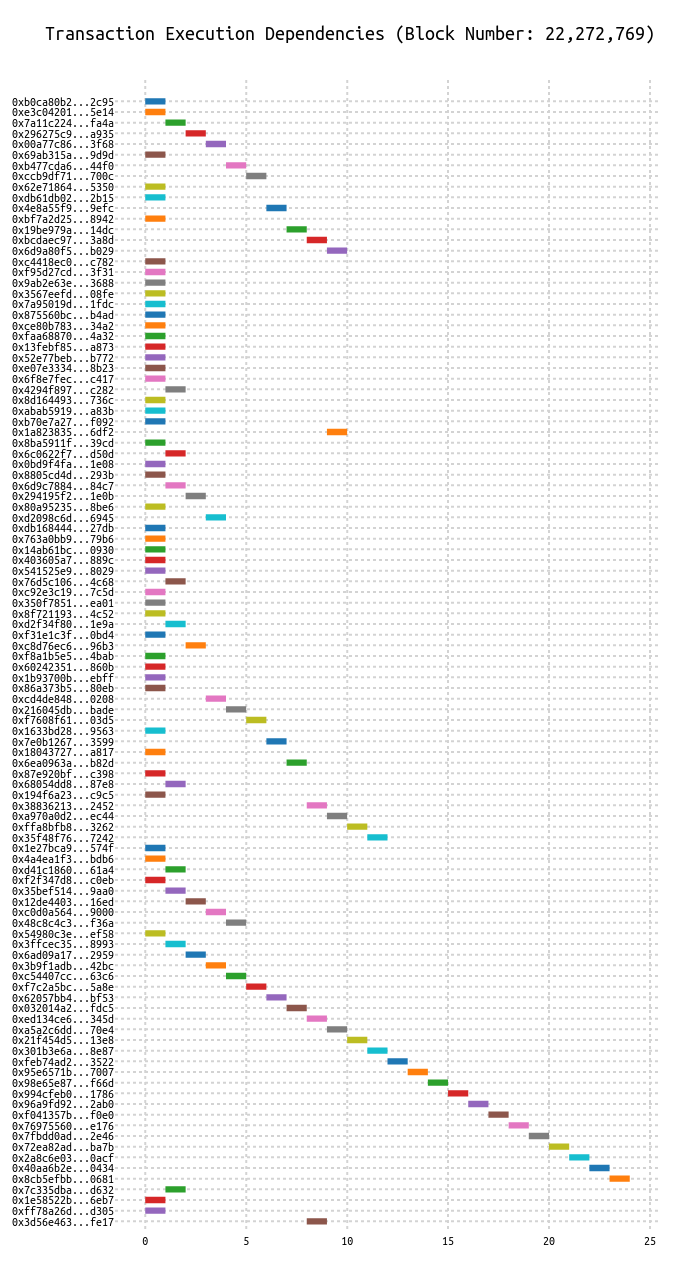 Transaction Execution Dependencies (Block Number: 22,272,769)
0xb0ca80b2...2c95
0xe3c04201...5e14
0x7a11c224...fa4a
0x296275c9...a935
0x00a77c86...3f68
0x69ab315a...9d9d
0xb477cda6...44f0
0xccb9df71...700c
0x62e71864...5350
0xdb61db02...2b15
0x4e8a55f9...9efc
0xbf7a2d25...8942
0x19be979a...14dc
0xbcdaec97...3a8d
0x6d9a80f5...b029
0xc4418ec0...c782
0xf95d27cd...3f31
0x9ab2e63e...3688
0x3567eefd...08fe
0x7a95019d...1fdc
0x875560bc...b4ad
0xce80b783...34a2
0xfaa68870...4a32
0x13febf85...a873
0x52e77beb...b772
0xe07e3334...8b23
0x6f8e7fec...c417
0x4294f897...c282
0x8d164493...736c
0xabab5919...a83b
0xb70e7a27...f092
0x1a823835...6df2
0x8ba5911f...39cd
0x6c0622f7...d50d
0x0bd9f4fa...1e08
0x8805cd4d...293b
0x6d9c7884...84c7
0x294195f2...1e0b
0x80a95235...8be6
0xd2098c6d...6945
0xdb168444...27db
0x763a0bb9...79b6
0x14ab61bc...0930
0x403605a7...889c
0x541525e9...8029
0x76d5c106...4c68
0xc92e3c19...7c5d
0x350f7851...ea01
0x8f721193...4c52
0xd2f34f80...1e9a
0xf31e1c3f...0bd4
0xc8d76ec6...96b3
0xf8a1b5e5...4bab
0x60242351...860b
0x1b93700b...ebff
0x86a373b5...80eb
0xcd4de848...0208
0x216045db...bade
0xf7608f61...03d5
0x1633bd28...9563
0x7e0b1267...3599
0x18043727...a817
0x6ea0963a...b82d
0x87e920bf...c398
0x68054dd8...87e8
0x194f6a23...c9c5
0x38836213...2452
0xa970a0d2...ec44
0xffa8bfb8...3262
0x35f48f76...7242
0x1e27bca9...574f
0x4a4ea1f3...bdb6
0xd41c1860...61a4
0xf2f347d8...c0eb
0x35bef514...9aa0
0x12de4403...16ed
0xc0d0a564...9000
0x48c8c4c3...f36a
0x54980c3e...ef58
0x3ffcec35...8993
0x6ad09a17...2959
0x3b9f1adb...42bc
0xc54407cc...63c6
0xf7c2a5bc...5a8e
0x62057bb4...bf53
0x032014a2...fdc5
0xed134ce6...345d
0xa5a2c6dd...70e4
0x21f454d5...13e8
0x301b3e6a...8e87
0xfeb74ad2...3522
0x95e6571b...7007
0x98e65e87...f66d
0x994cfeb0...1786
0x96a9fd92...2ab0
0xf041357b...f0e0
0x76975560...e176
0x7fbdd0ad...2e46
0x72ea82ad...ba7b
0x2a8c6e03...0acf
0x40aa6b2e...0434
0x8cb5efbb...0681
0x7c335dba...d632
0x1e58522b...6eb7
0xff78a26d...d305
0x3d56e463...fe17
0 5 10 15 20 25